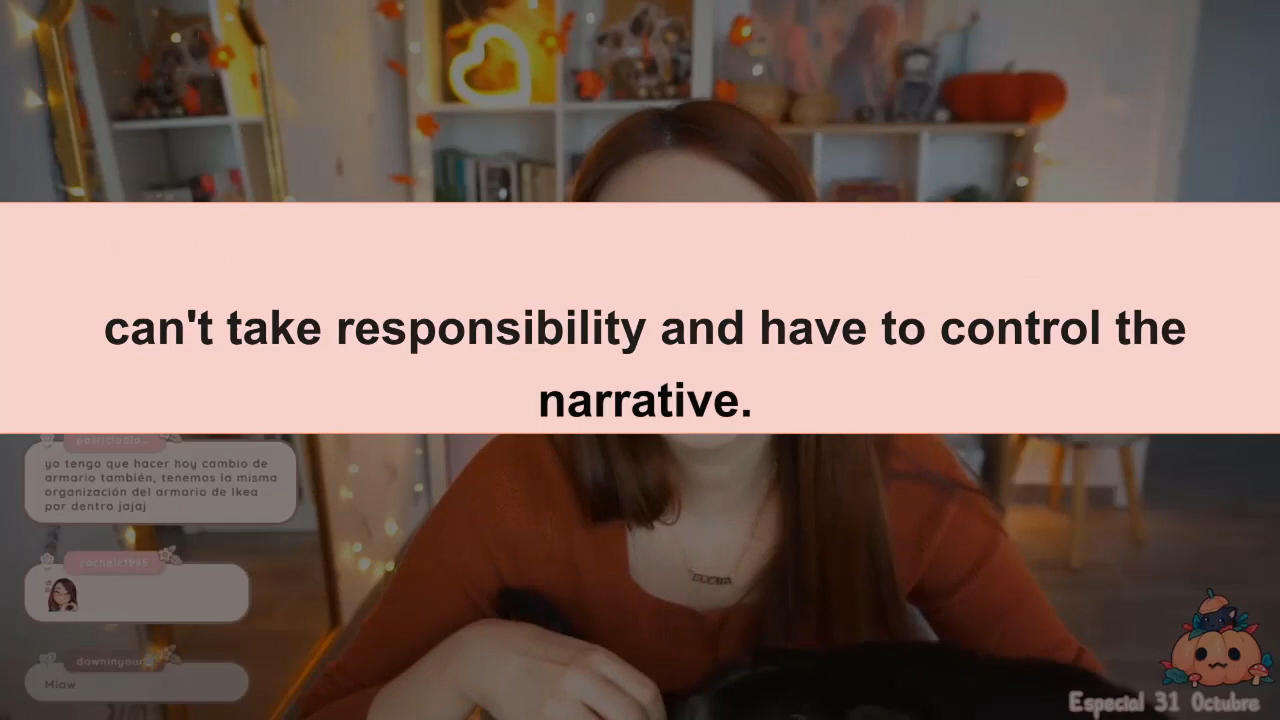 can't take responsibility and have to control the
narrative.
yo tengo que hacer hoy cambio de
armario también, tenemos la misma
organización del armario de Ikea
por dentro jajaj
rachelc1995
Miaw
Especial 31 Octubre